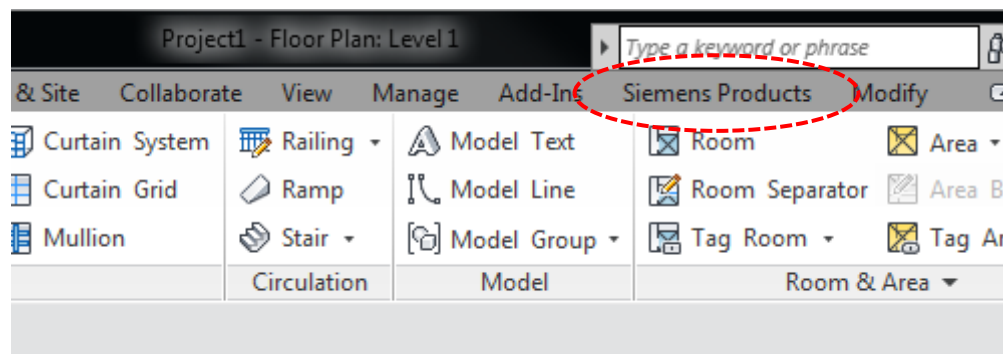 Project1 - Floor Plan: Level 1
Type a keyword or phrase
& Site Collaborate View Manage Add-Ins Siemens Products Modify
Curtain System Railing Model Text Room Area
Curtain Grid Ramp Model Line Room Separator Area B
Mullion Stair Model Group Tag Room Tag
Circulation Model Room & Area